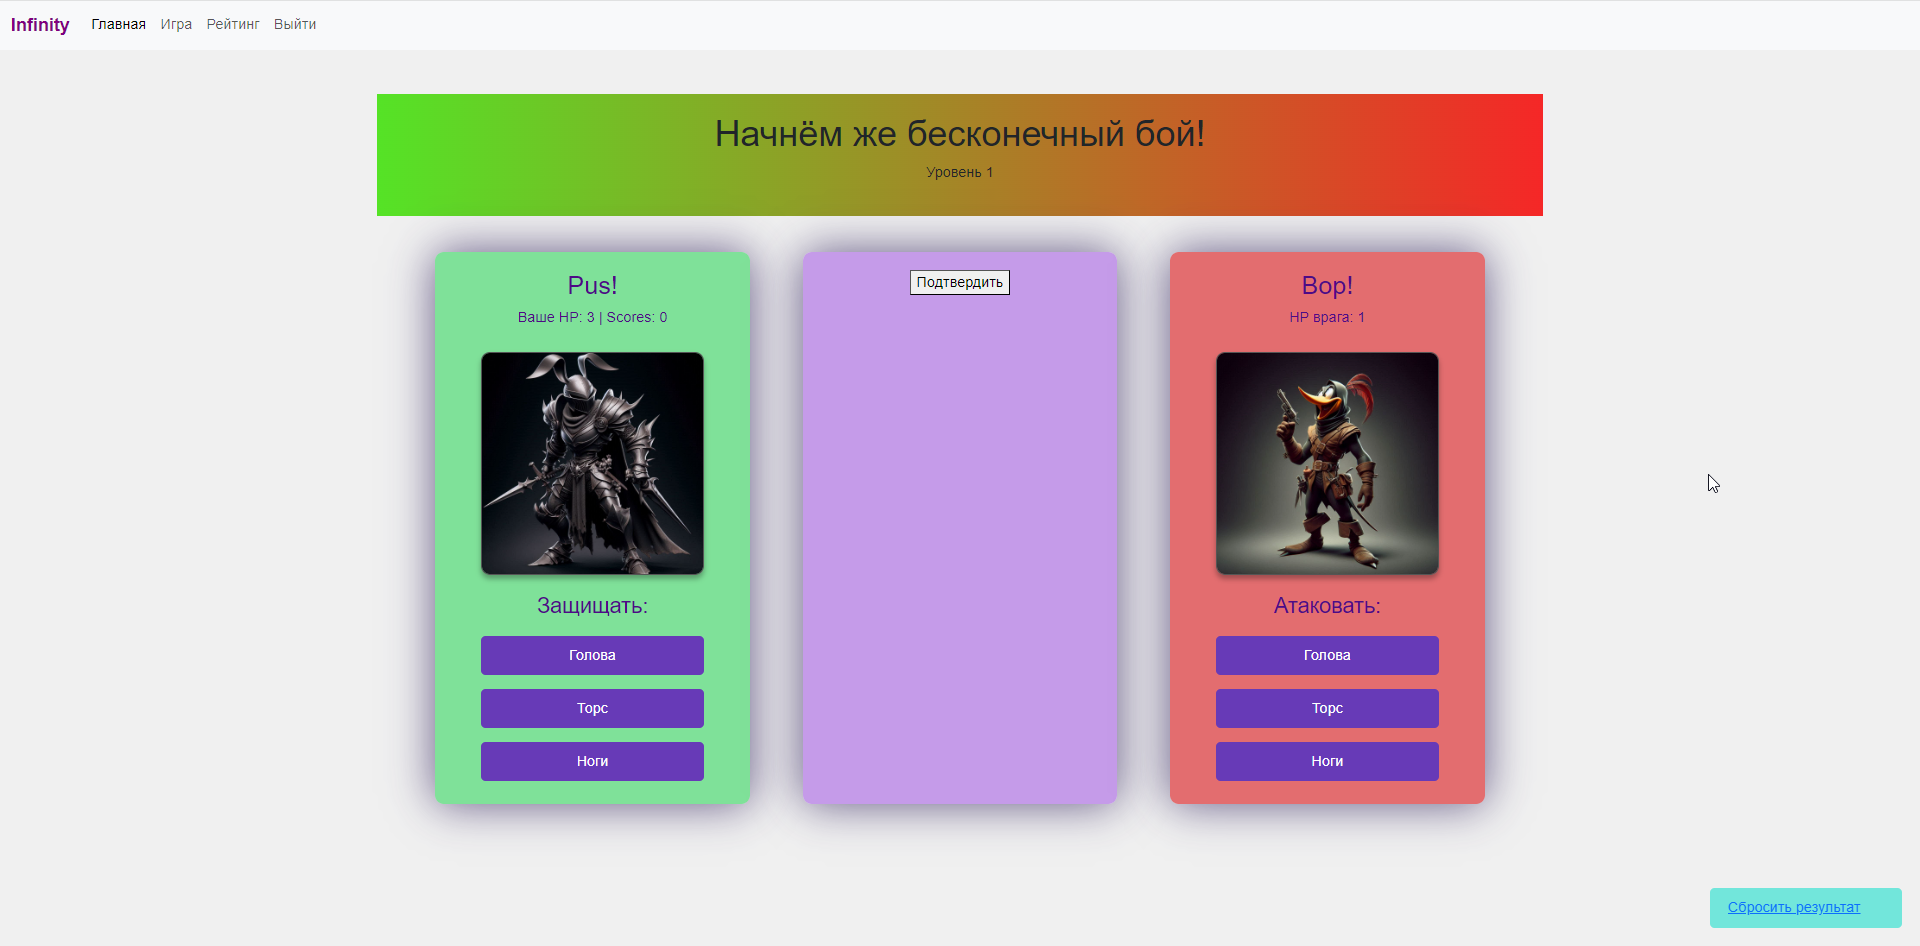 Infinity Главная Игра Рейтинг Выйти
Начнём же бесконечный бой!
Уровень 1
Pus!
Ваше HP: 3 | Scores: 0
Защищать:
Голова
Торс
Ноги
Подтвердить
Bop!
HP врага: 1
Атаковать:
Голова
Торс
Ноги
Сбросить результат